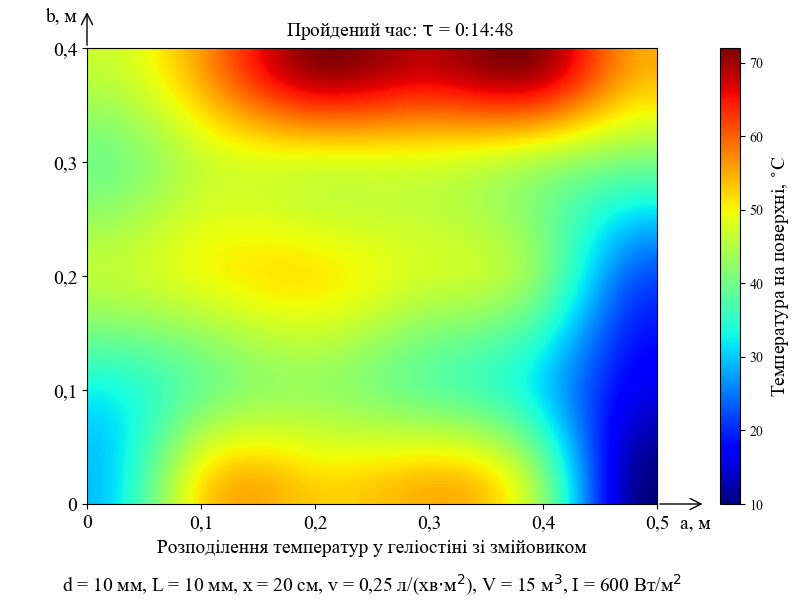 b, м
Пройдений час: τ = 0:14:48
0,4
0,3
0,2
0,1
0
0 0,1 0,2 0,3 0,4 0,5 a, м
70
60
50
40
30
20
10
Температура на поверхні, °C
Розподілення температур у геліостіні зі змійовиком
d = 10 мм, L = 10 мм, x = 20 см, v = 0,25 л/(хв·м²), V = 15 м³, I = 600 Вт/м²